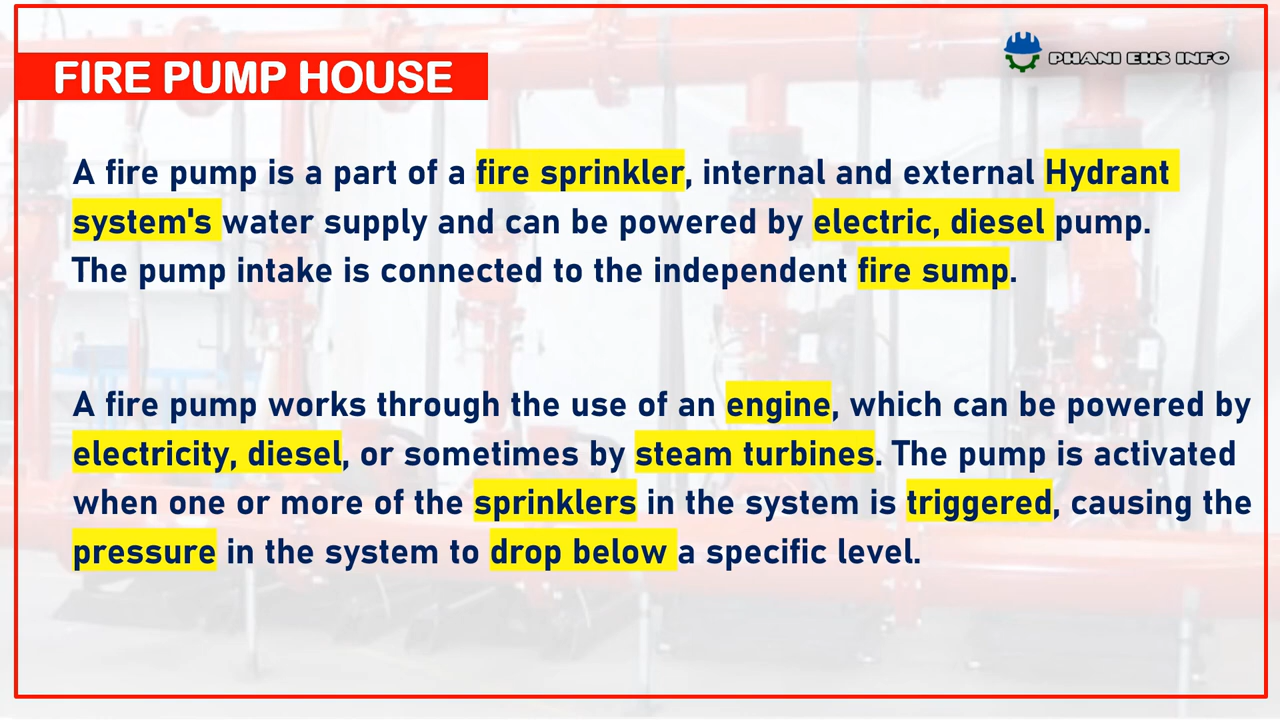 FIRE PUMP HOUSE
PHANI EHS INFO
A fire pump is a part of a fire sprinkler, internal and external Hydrant
system's water supply and can be powered by electric, diesel pump.
The pump intake is connected to the independent fire sump.
A fire pump works through the use of an engine, which can be powered by
electricity, diesel, or sometimes by steam turbines. The pump is activated
when one or more of the sprinklers in the system is triggered, causing the
pressure in the system to drop below a specific level.